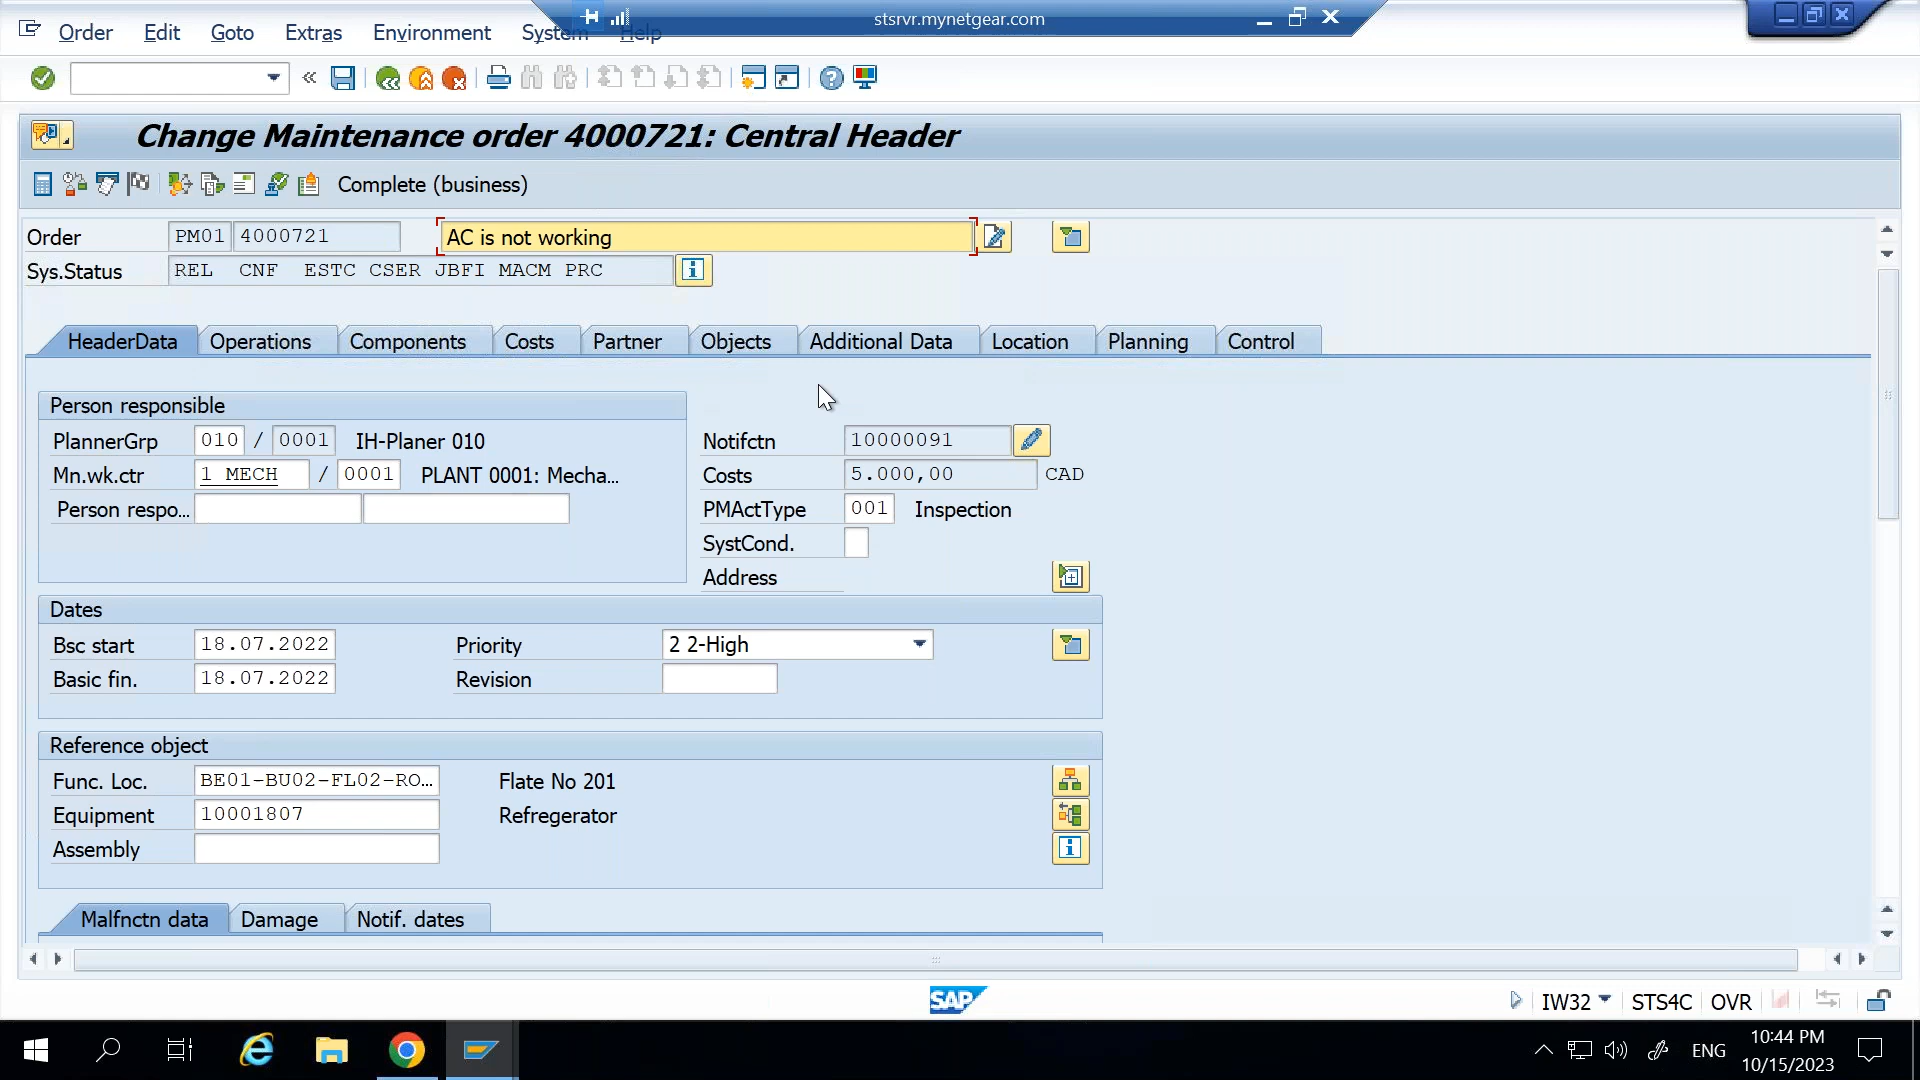 stsrvr.mynetgear.com
Order Edit Goto Extras Environment System Help
Change Maintenance order 4000721: Central Header
Complete (business)
Order PM01 4000721 AC is not working
Sys.Status REL CNF ESTC CSER JBFI MACM PRC
HeaderData Operations Components Costs Partner Objects Additional Data Location Planning Control
Person responsible
PlannerGrp 010 / 0001 IH-Planer 010 Notifctn 10000091
Mn.wk.ctr 1 MECH / 0001 PLANT 0001: Mecha... Costs 5.000,00 CAD
Person respo... PMActType 001 Inspection
SystCond.
Address
Dates
Bsc start 18.07.2022 Priority 2 2-High
Basic fin. 18.07.2022 Revision
Reference object
Func. Loc. BE01-BU02-FL02-RO... Flate No 201
Equipment 10001807 Refregerator
Assembly
Malfnctn data Damage Notif. dates
SAP IW32 STS4C OVR
ENG 10:44 PM
10/15/2023